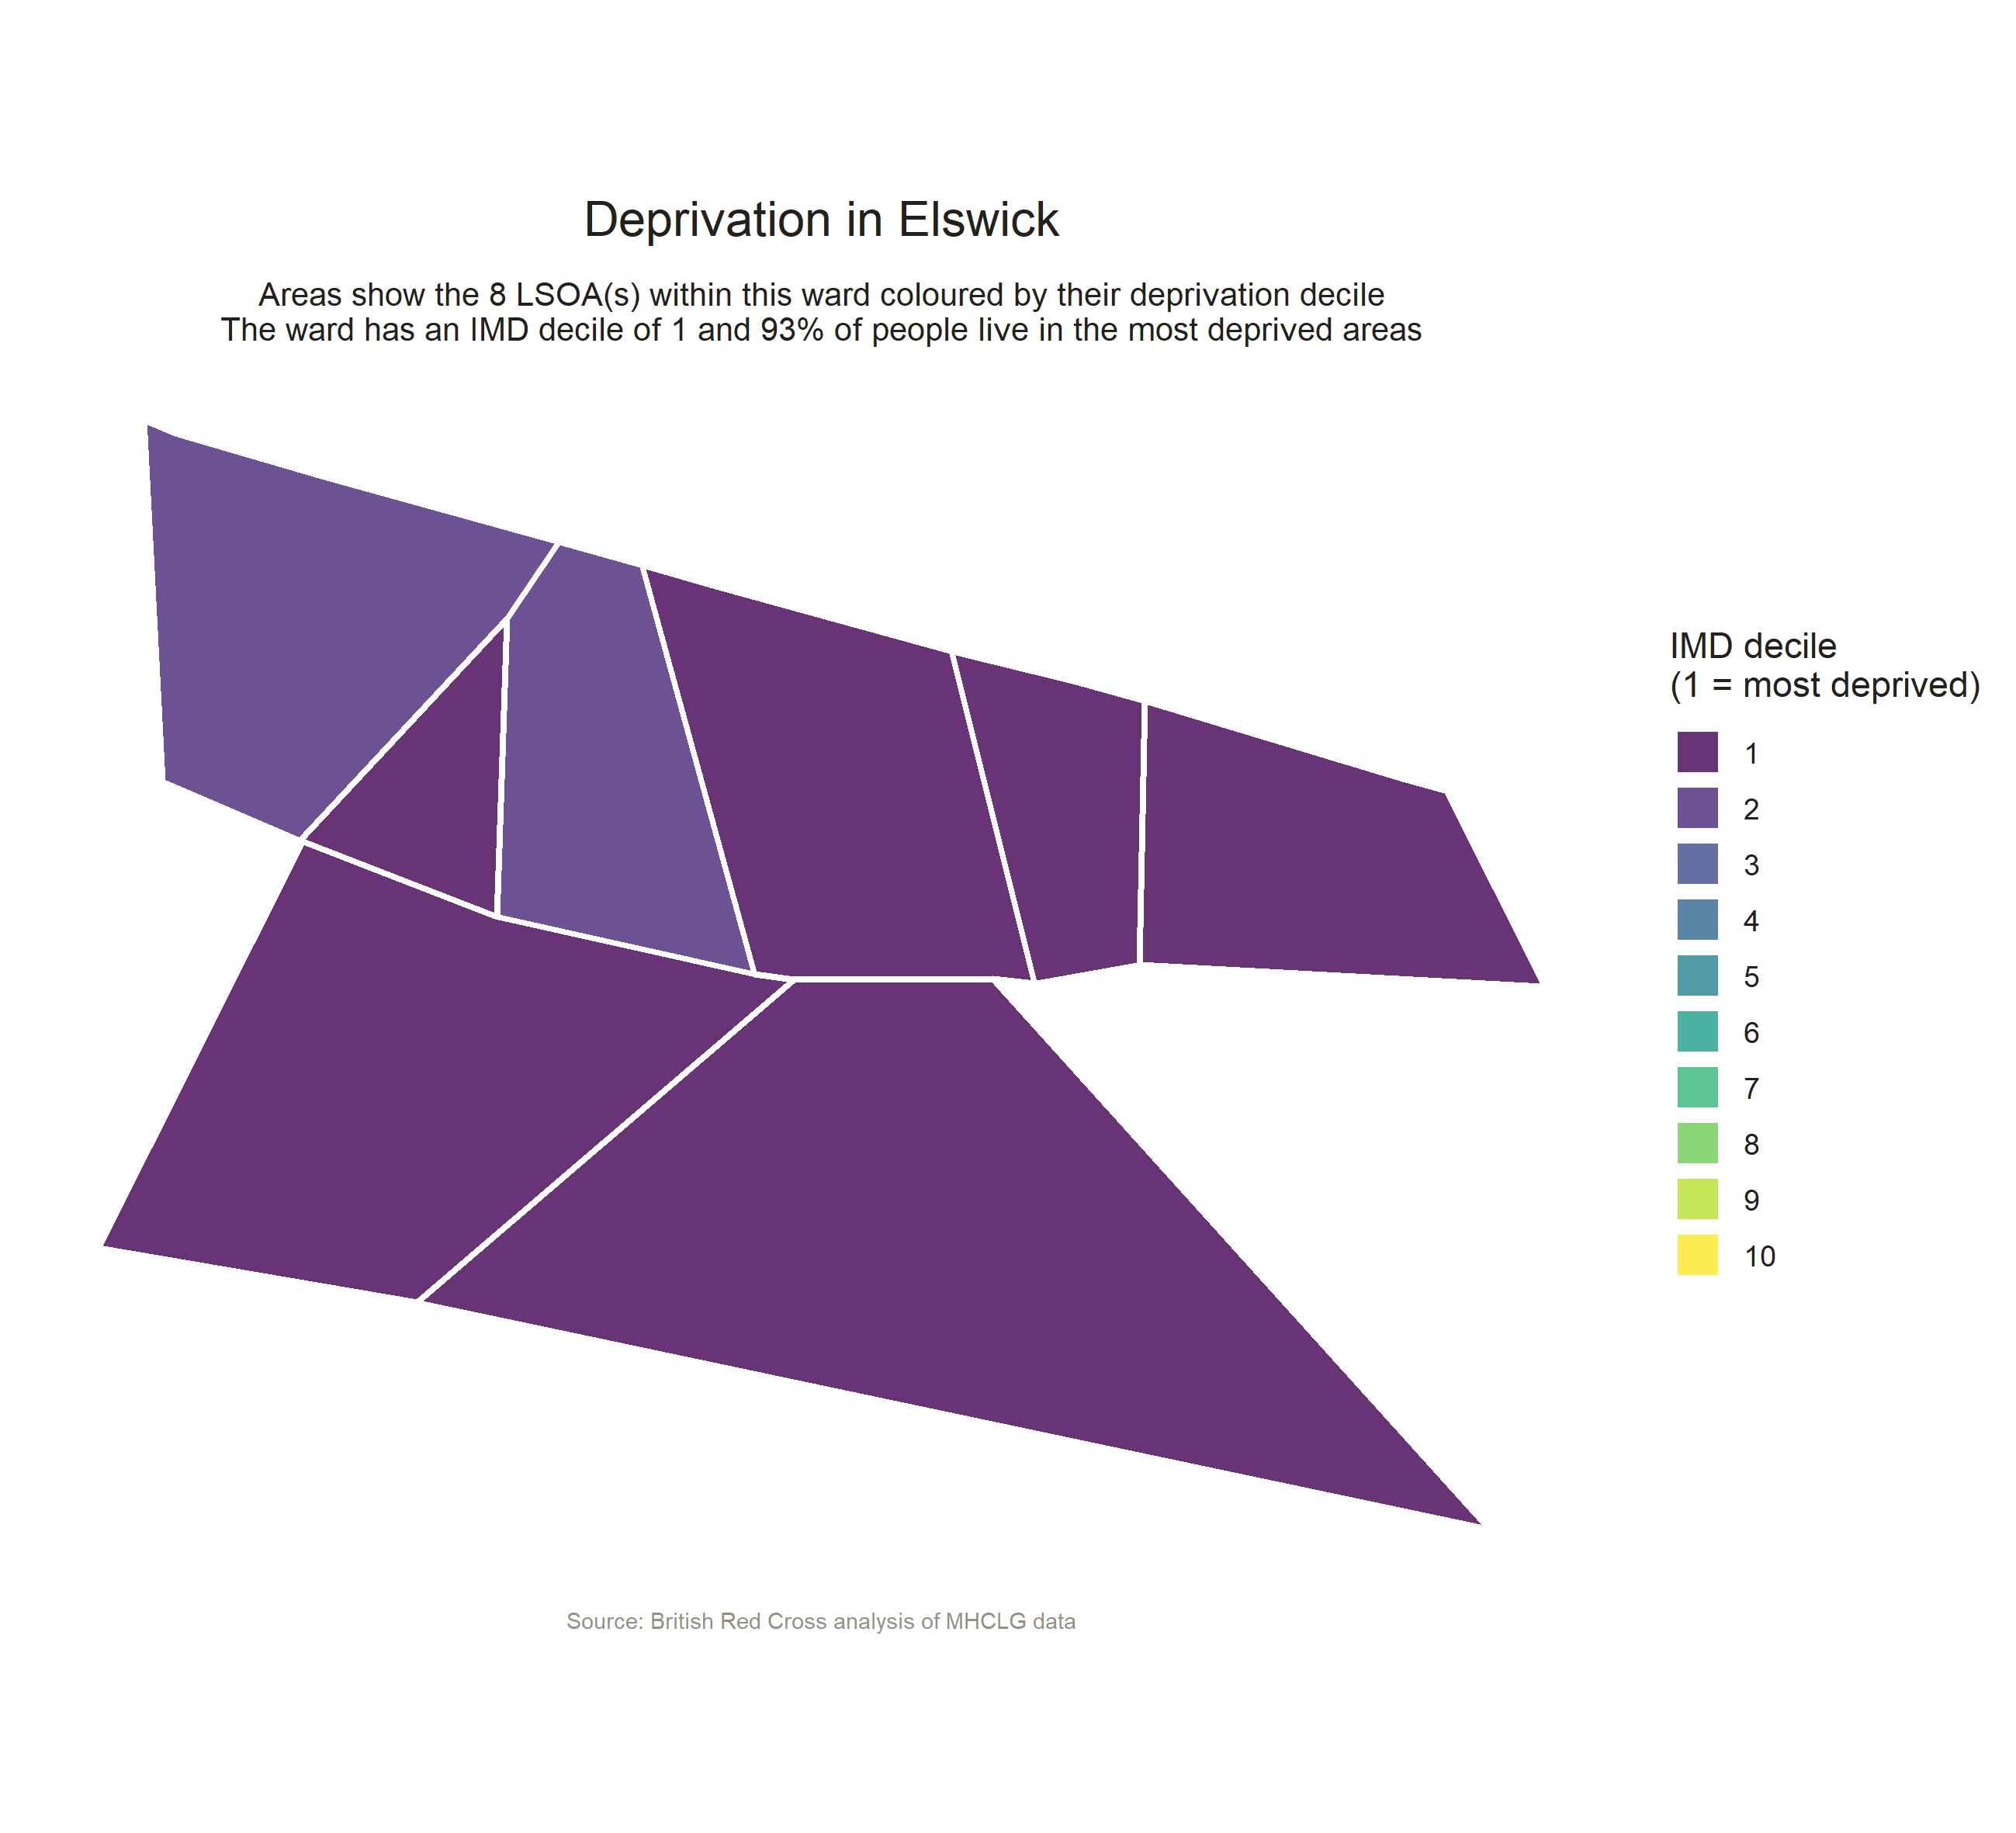 Deprivation in Elswick
Areas show the 8 LSOA(s) within this ward coloured by their deprivation decile
The ward has an IMD decile of 1 and 93% of people live in the most deprived areas
IMD decile
(1 = most deprived)
1
2
3
4
5
6
7
8
9
10
Source: British Red Cross analysis of MHCLG data